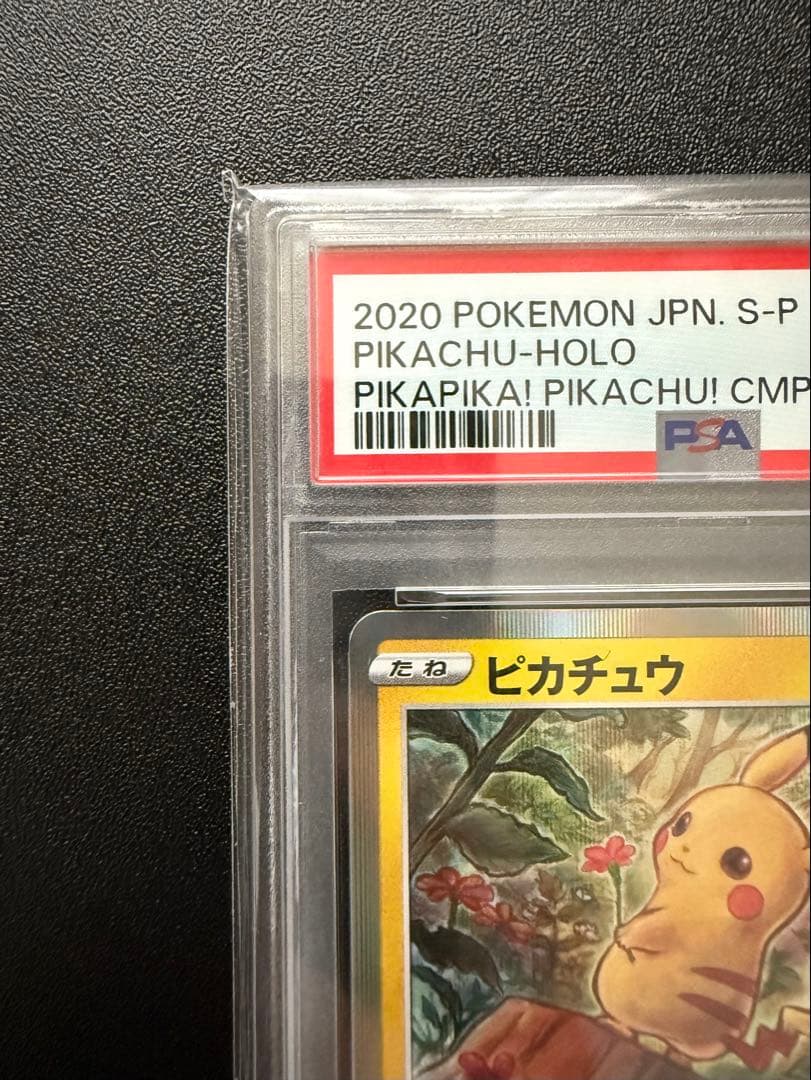 2020 POKEMON JPN. S-P
PIKACHU-HOLO
PIKAPIKA! PIKACHU! CMP
PSA
たね ピカチュウ